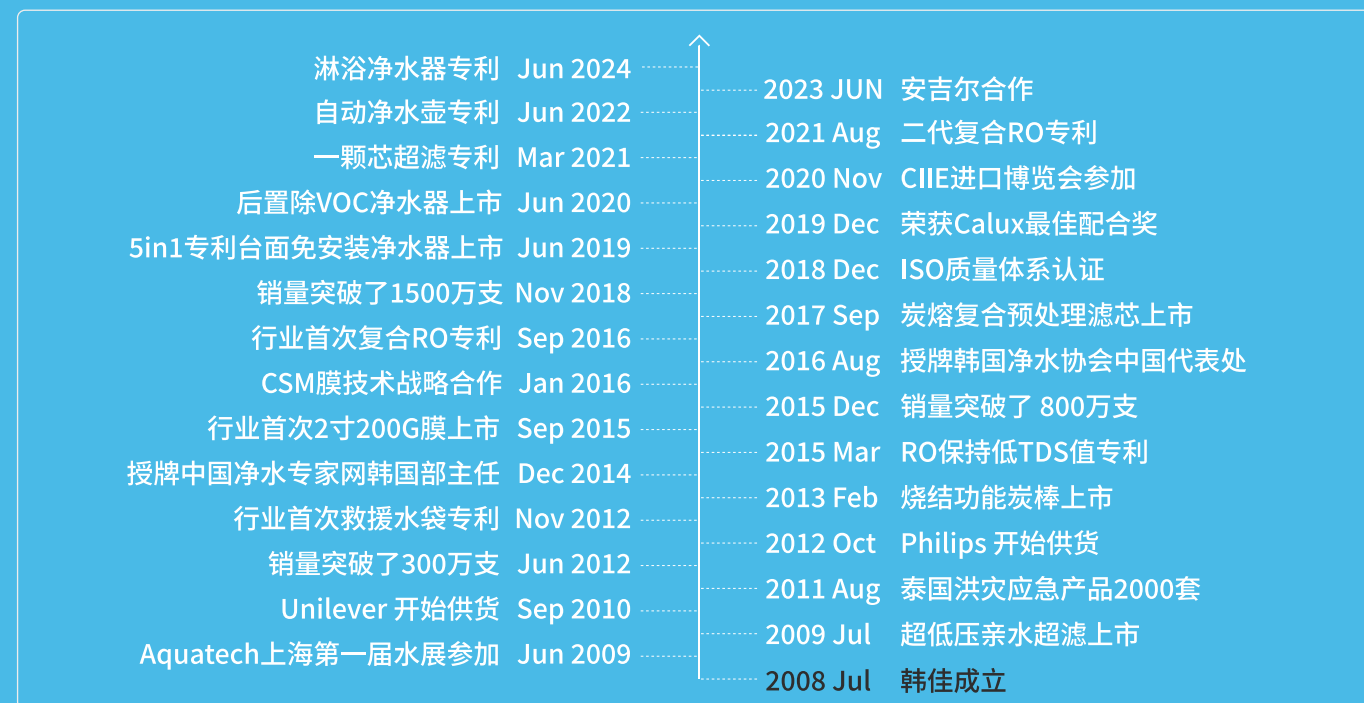 淋浴净水器专利 Jun 2024
2023 JUN 安吉尔合作
自动净水壶专利 Jun 2022
2021 Aug 二代复合RO专利
一颗芯超滤专利 Mar 2021
2020 Nov CIIE进口博览会参加
后置除VOC净水器上市 Jun 2020
2019 Dec 荣获Calux最佳配合奖
5in1专利台面免安装净水器上市 Jun 2019
2018 Dec ISO质量体系认证
销量突破了1500万支 Nov 2018
2017 Sep 炭熔复合预处理滤芯上市
行业首次复合RO专利 Sep 2016
2016 Aug 授牌韩国净水协会中国代表处
CSM膜技术战略合作 Jan 2016
2015 Dec 销量突破了 800万支
行业首次2寸200G膜上市 Sep 2015
2015 Mar RO保持低TDS值专利
授牌中国净水专家网韩国部主任 Dec 2014
2013 Feb 烧结功能炭棒上市
行业首次救援水袋专利 Nov 2012
2012 Oct Philips 开始供货
销量突破了300万支 Jun 2012
2011 Aug 泰国洪灾应急产品2000套
Unilever 开始供货 Sep 2010
2009 Jul 超低压亲水超滤上市
Aquatech上海第一届水展参加 Jun 2009
2008 Jul 韩佳成立